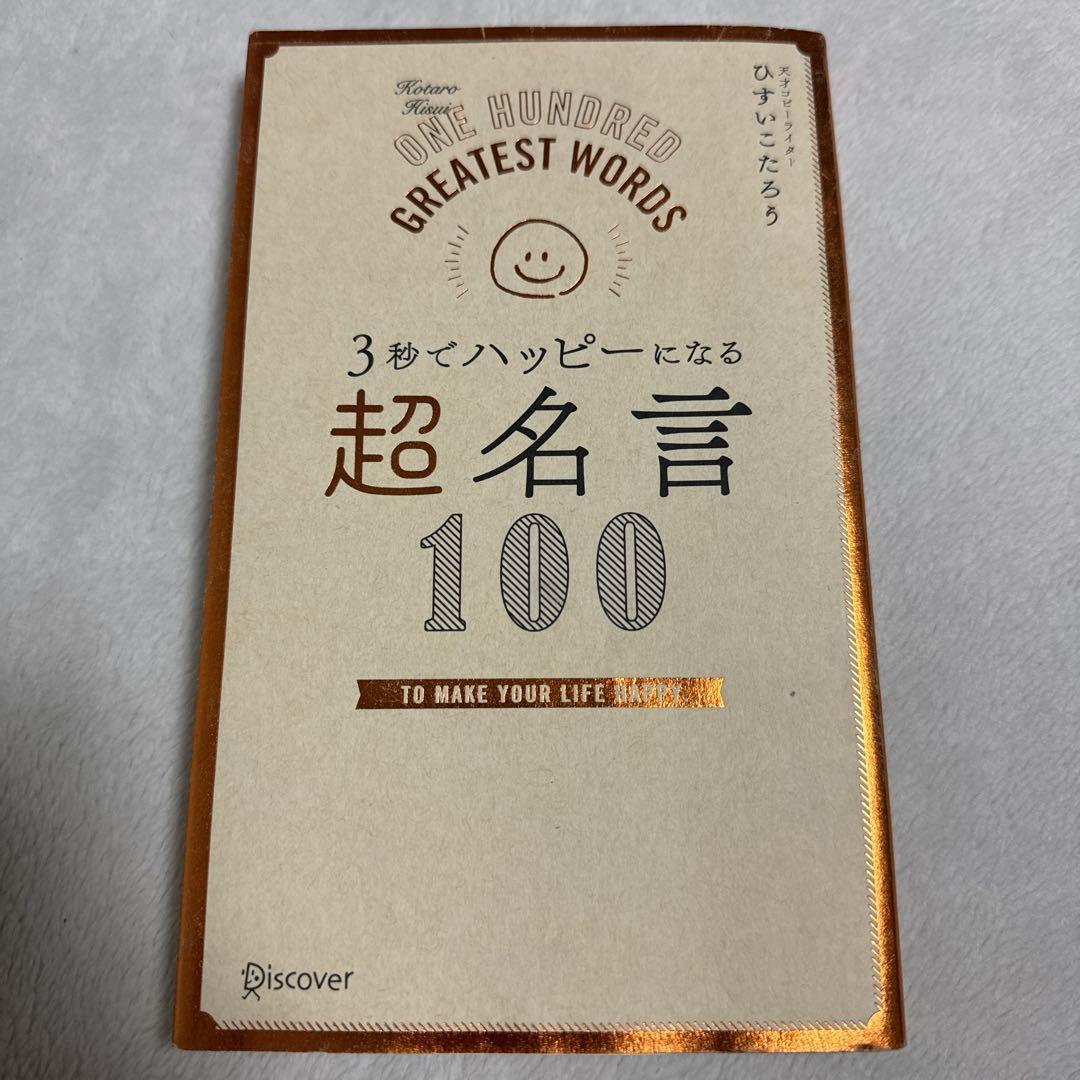 Kotaro
Hisui
ONE HUNDRED
GREATEST WORDS
天才コピーライター
ひすいこたろう
3秒でハッピーになる
超名言
100
TO MAKE YOUR LIFE HAPPY
Discover